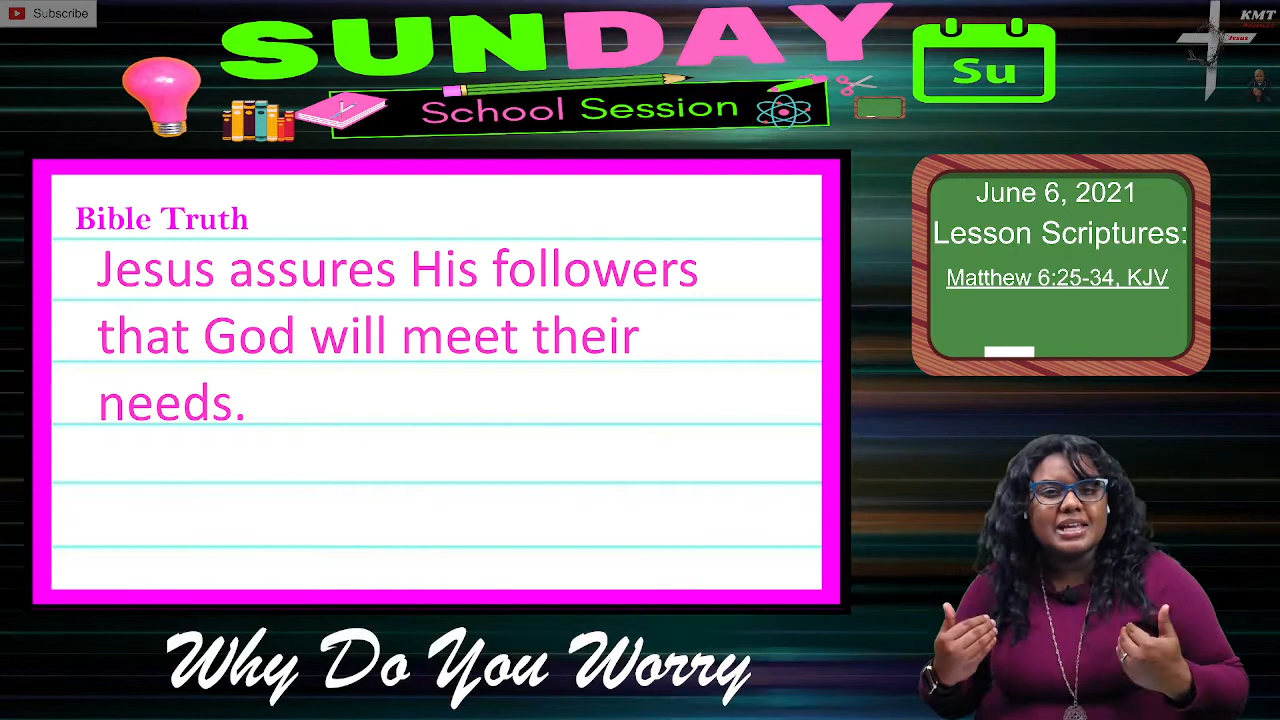 Subscribe
SUNDAY
KMT
Jesus
Su
School Session
Bible Truth
Jesus assures His followers
that God will meet their
needs.
June 6, 2021
Lesson Scriptures:
Matthew 6:25-34, KJV
Why Do You Worry